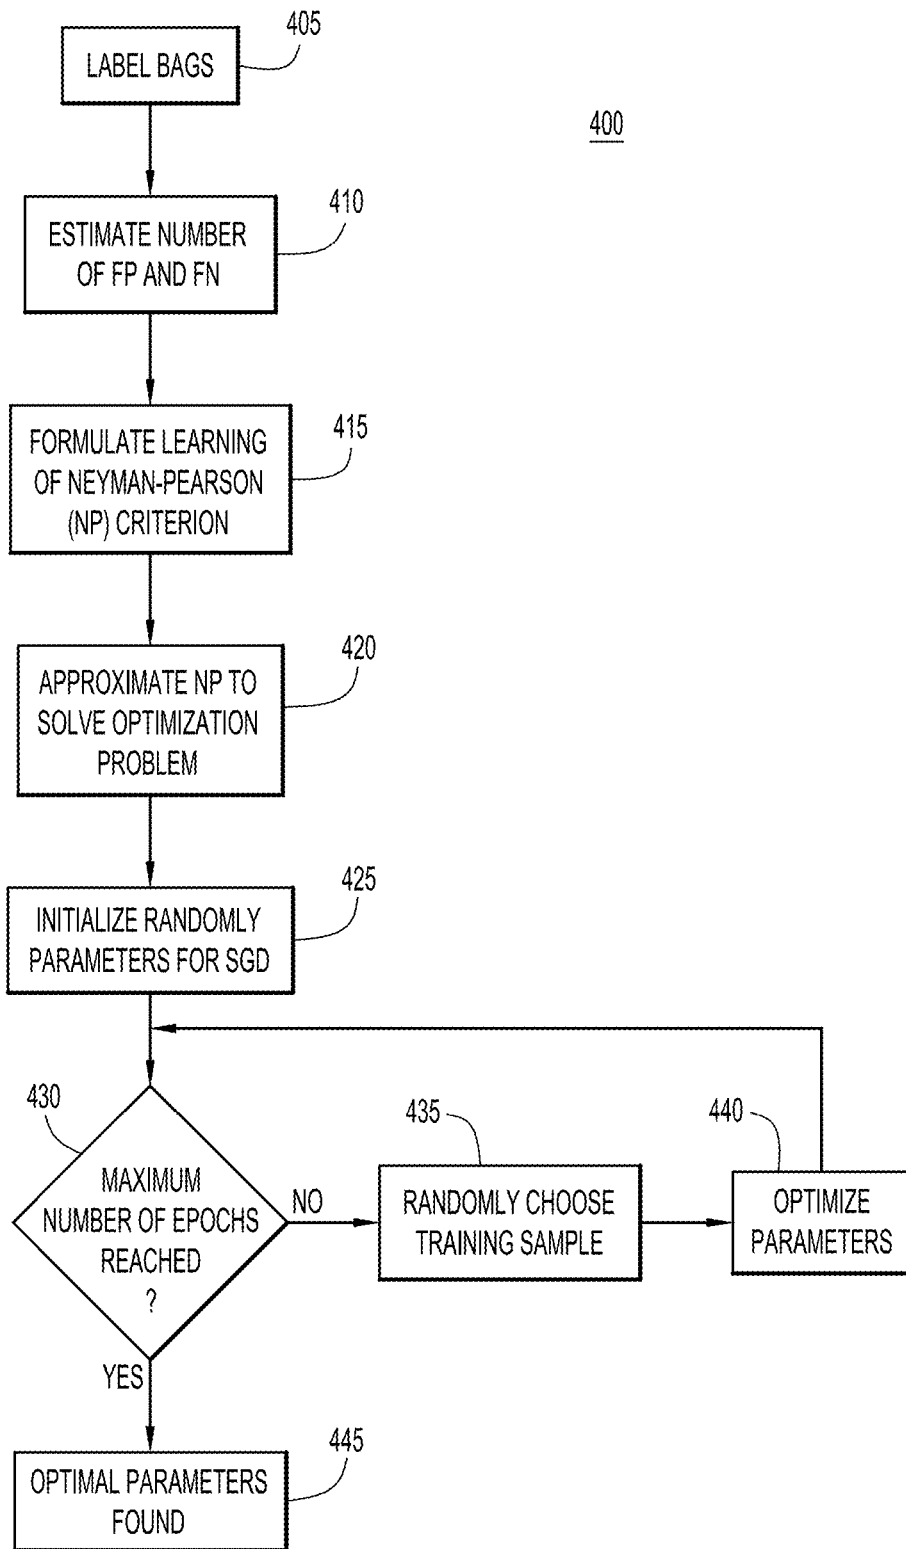 405
LABEL BAGS
400
410
ESTIMATE NUMBER
OF FP AND FN
415
FORMULATE LEARNING
OF NEYMAN-PEARSON
(NP) CRITERION
420
APPROXIMATE NP TO
SOLVE OPTIMIZATION
PROBLEM
425
INITIALIZE RANDOMLY
PARAMETERS FOR SGD
430
MAXIMUM
NUMBER OF EPOCHS
REACHED
?
NO
435
RANDOMLY CHOOSE
TRAINING SAMPLE
440
OPTIMIZE
PARAMETERS
YES
445
OPTIMAL PARAMETERS
FOUND